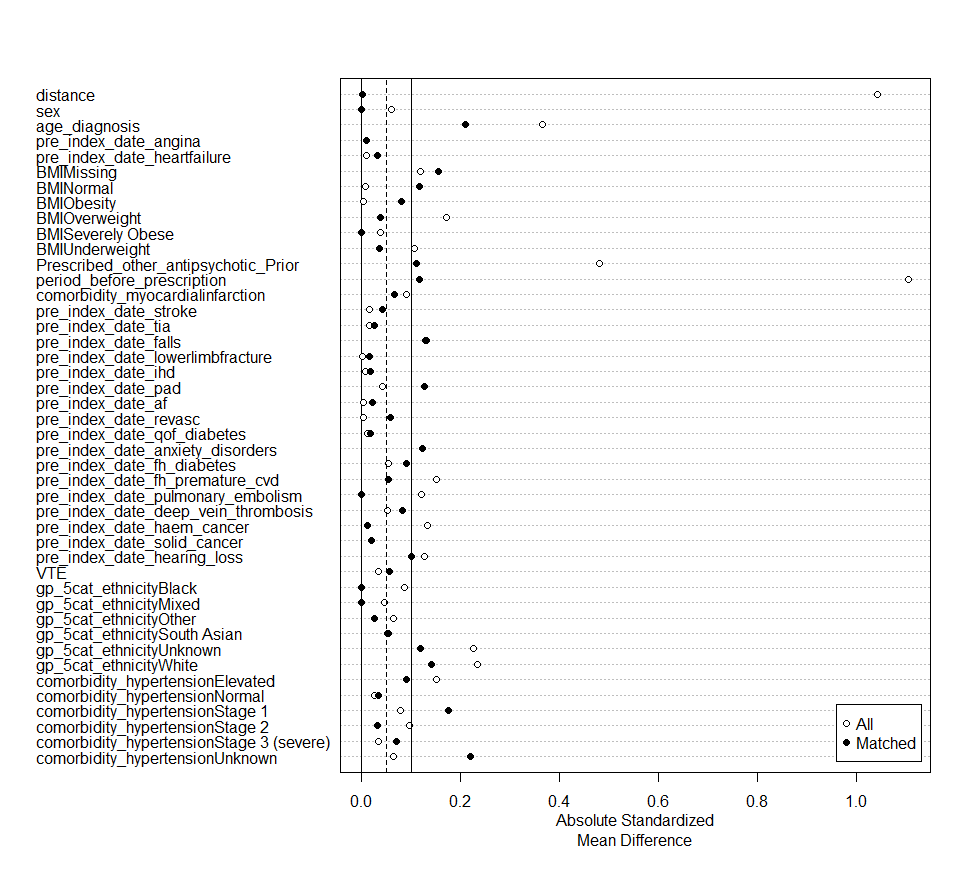 distance
sex
age_diagnosis
pre_index_date_angina
pre_index_date_heartfailure
BMIMissing
BMINormal
BMIObesity
BMIOverweight
BMISeverely Obese
BMIUnderweight
Prescribed_other_antipsychotic_Prior
period_before_prescription
comorbidity_myocardialinfarction
pre_index_date_stroke
pre_index_date_tia
pre_index_date_falls
pre_index_date_lowerlimbfracture
pre_index_date_ihd
pre_index_date_pad
pre_index_date_af
pre_index_date_revasc
pre_index_date_qof_diabetes
pre_index_date_anxiety_disorders
pre_index_date_fh_diabetes
pre_index_date_fh_premature_cvd
pre_index_date_pulmonary_embolism
pre_index_date_deep_vein_thrombosis
pre_index_date_haem_cancer
pre_index_date_solid_cancer
pre_index_date_hearing_loss
VTE
gp_5cat_ethnicityBlack
gp_5cat_ethnicityMixed
gp_5cat_ethnicityOther
gp_5cat_ethnicitySouth Asian
gp_5cat_ethnicityUnknown
gp_5cat_ethnicityWhite
comorbidity_hypertensionElevated
comorbidity_hypertensionNormal
comorbidity_hypertensionStage 1
comorbidity_hypertensionStage 2
comorbidity_hypertensionStage 3 (severe)
comorbidity_hypertensionUnknown
All
Matched
0.0 0.2 0.4 0.6 0.8 1.0
Absolute Standardized
Mean Difference